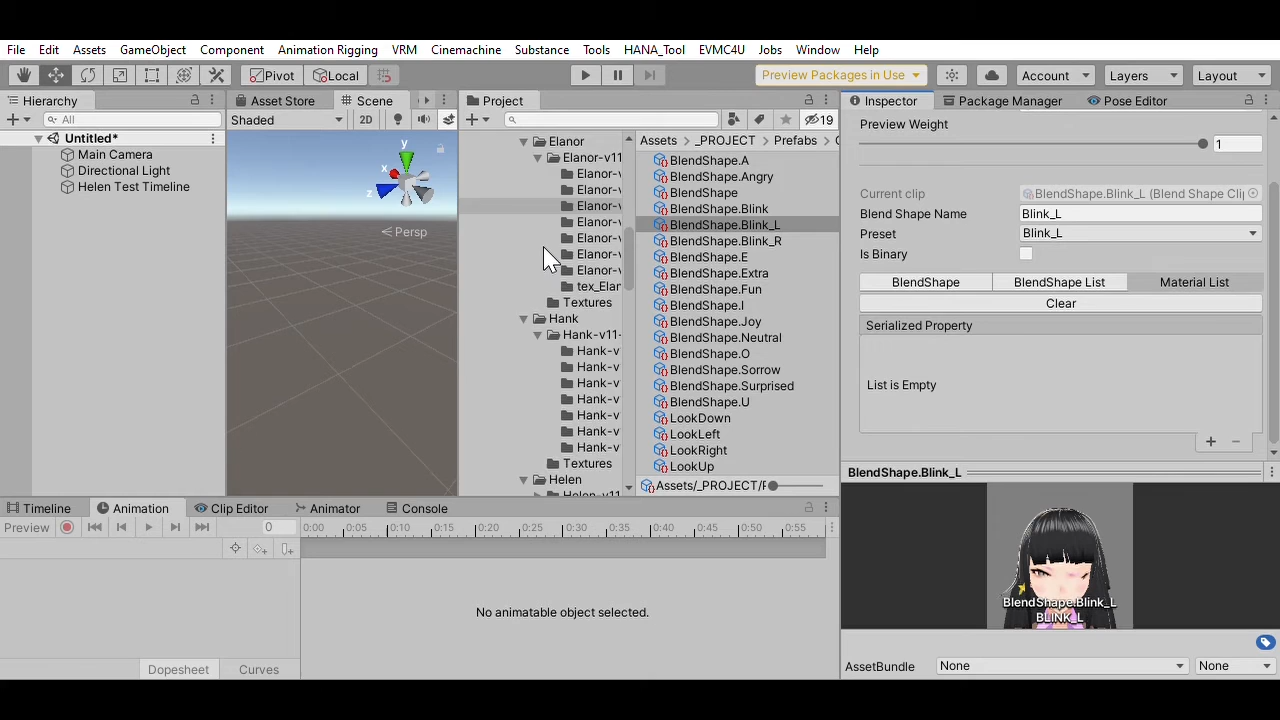 File Edit Assets GameObject Component Animation Rigging VRM Cinemachine Substance Tools HANA_Tool EVMC4U Jobs Window Help
Pivot Local Preview Packages in Use Account Layers Layout
Hierarchy
All
Untitled*
Main Camera
Directional Light
Helen Test Timeline
Asset Store Scene
Shaded 2D
y
x
z
Persp
Project
19
Elanor
Elanor-v11
Elanor-v
Elanor-v
Elanor-v
Elanor-v
Elanor-v
Elanor-v
Elanor-v
tex_Elar
Textures
Hank
Hank-v11-
Hank-v
Hank-v
Hank-v
Hank-v
Hank-v
Hank-v
Hank-v
Textures
Helen
Assets > _PROJECT > Prefabs >
BlendShape.A
BlendShape.Angry
BlendShape
BlendShape.Blink
BlendShape.Blink_L
BlendShape.Blink_R
BlendShape.E
BlendShape.Extra
BlendShape.Fun
BlendShape.I
BlendShape.Joy
BlendShape.Neutral
BlendShape.O
BlendShape.Sorrow
BlendShape.Surprised
BlendShape.U
LookDown
LookLeft
LookRight
LookUp
Assets/_PROJECT/F
Inspector Package Manager Pose Editor
Preview Weight 1
Current clip BlendShape.Blink_L (Blend Shape Clip
Blend Shape Name Blink_L
Preset Blink_L
Is Binary
BlendShape BlendShape List Material List
Clear
Serialized Property
List is Empty
+ −
BlendShape.Blink_L
BlendShape.Blink_L
BLINK_L
AssetBundle None None
Timeline Animation Clip Editor Animator Console
Preview 0 0:00 0:05 0:10 0:15 0:20 0:25 0:30 0:35 0:40 0:45 0:50 0:55
No animatable object selected.
Dopesheet Curves